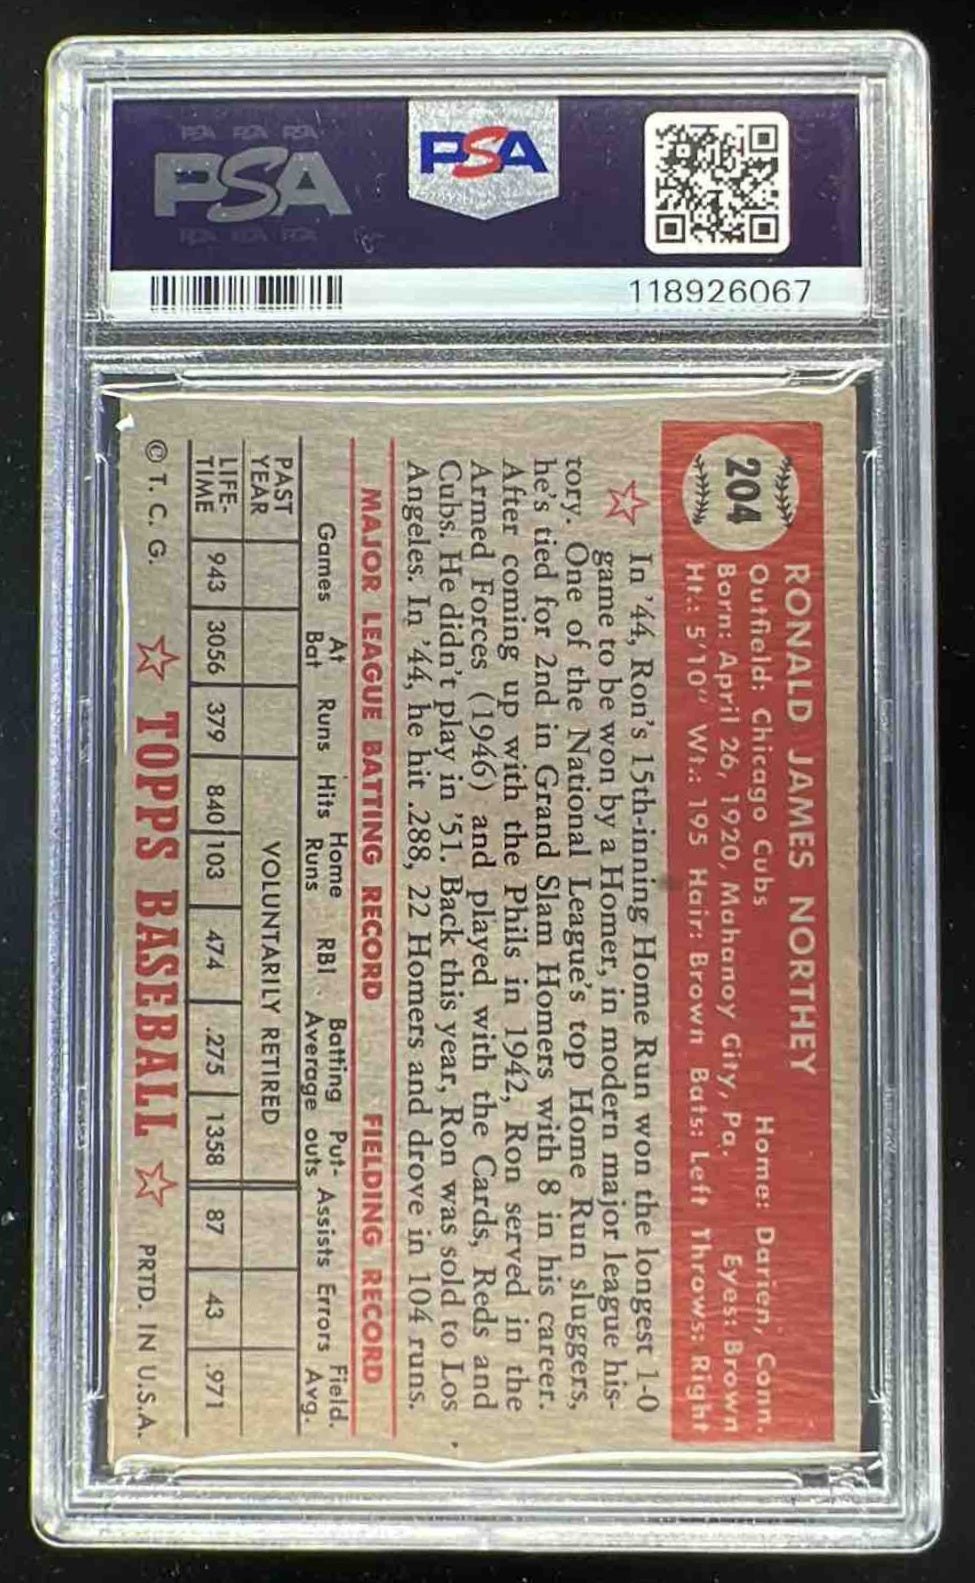 PSA PSA PSA
PSA
PSA PSA PSA
PSA
118926067
204
RONALD JAMES NORTHEY
Outfield: Chicago Cubs Home: Darien, Conn.
Born: April 26, 1920, Mahanoy City, Pa. Eyes: Brown
Ht.: 5'10" Wt.: 195 Hair: Brown Bats: Left Throws: Right
In '44, Ron's 15th-inning Home Run won the longest 1-0
game to be won by a Homer, in modern major league his-
tory. One of the National League's top Home Run sluggers,
he's tied for 2nd in Grand Slam Homers with 8 in his career.
After coming up with the Phils in 1942, Ron served in the
Armed Forces (1946) and played with the Cards, Reds and
Cubs. He didn't play in '51. Back this year, Ron was sold to Los
Angeles. In '44, he hit .288, 22 Homers and drove in 104 runs.
MAJOR LEAGUE BATTING RECORD FIELDING RECORD
Games At Bat Runs Hits Home Runs RBI Batting Average Put-outs Assists Errors Field. Avg.
PAST YEAR VOLUNTARILY RETIRED
LIFE-TIME 943 3056 379 840 103 474 .275 1358 87 43 .971
© T. C. G. TOPPS BASEBALL PRTD. IN U.S.A.